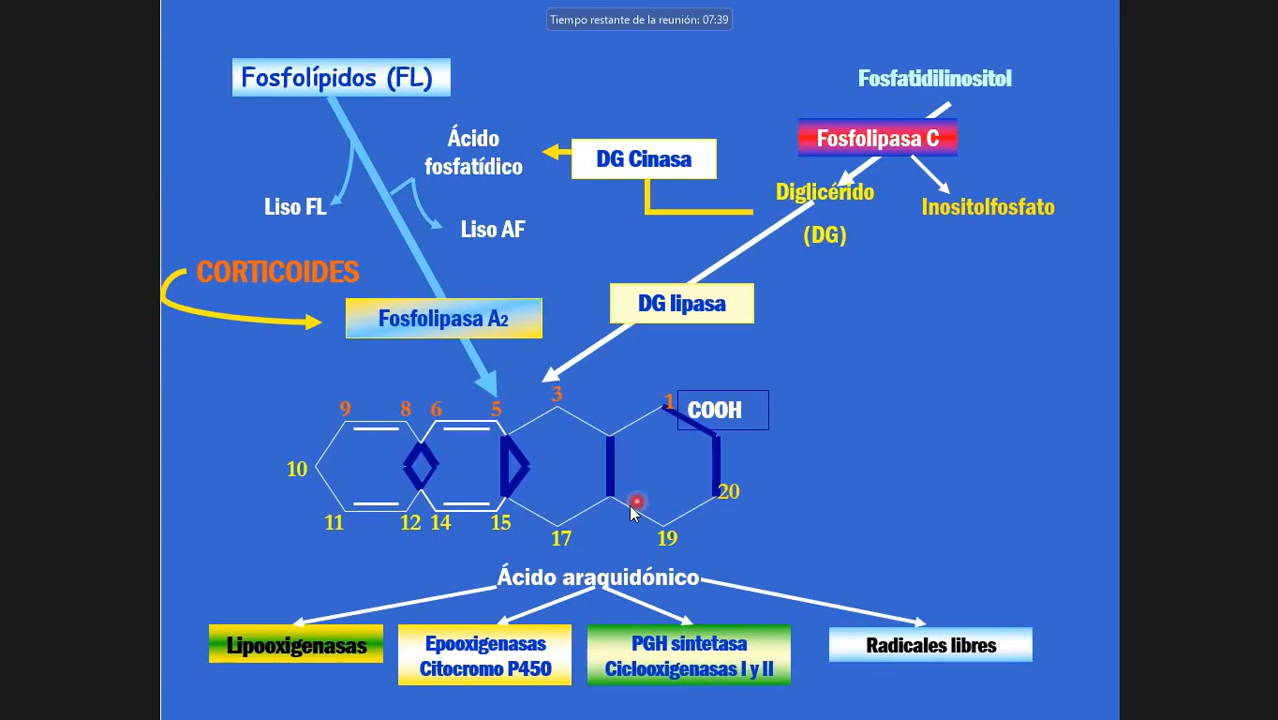 Tiempo restante de la reunión: 07:39
Fosfolípidos (FL)
Fosfatidilinositol
Ácido
fosfatídico
DG Cinasa
Fosfolipasa C
Diglicérido
(DG)
Inositolfosfato
Liso FL
Liso AF
CORTICOIDES
Fosfolipasa A2
DG lipasa
9 8 6 5 3 1 COOH
10
20
11 12 14 15 17 19
Ácido araquidónico
Lipooxigenasas
Epooxigenasas
Citocromo P450
PGH sintetasa
Ciclooxigenasas I y II
Radicales libres